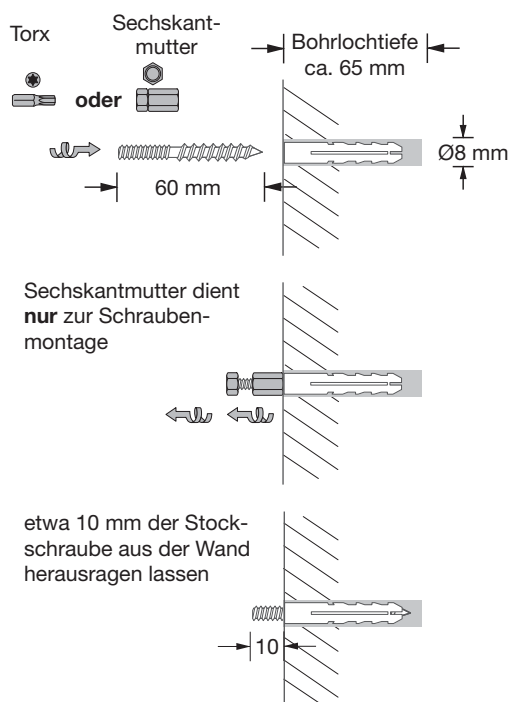 Torx
Sechskant-
mutter
oder
Bohrlochtiefe
ca. 65 mm
Ø8 mm
60 mm
Sechskantmutter dient
nur zur Schrauben-
montage
etwa 10 mm der Stock-
schraube aus der Wand
herausragen lassen
10